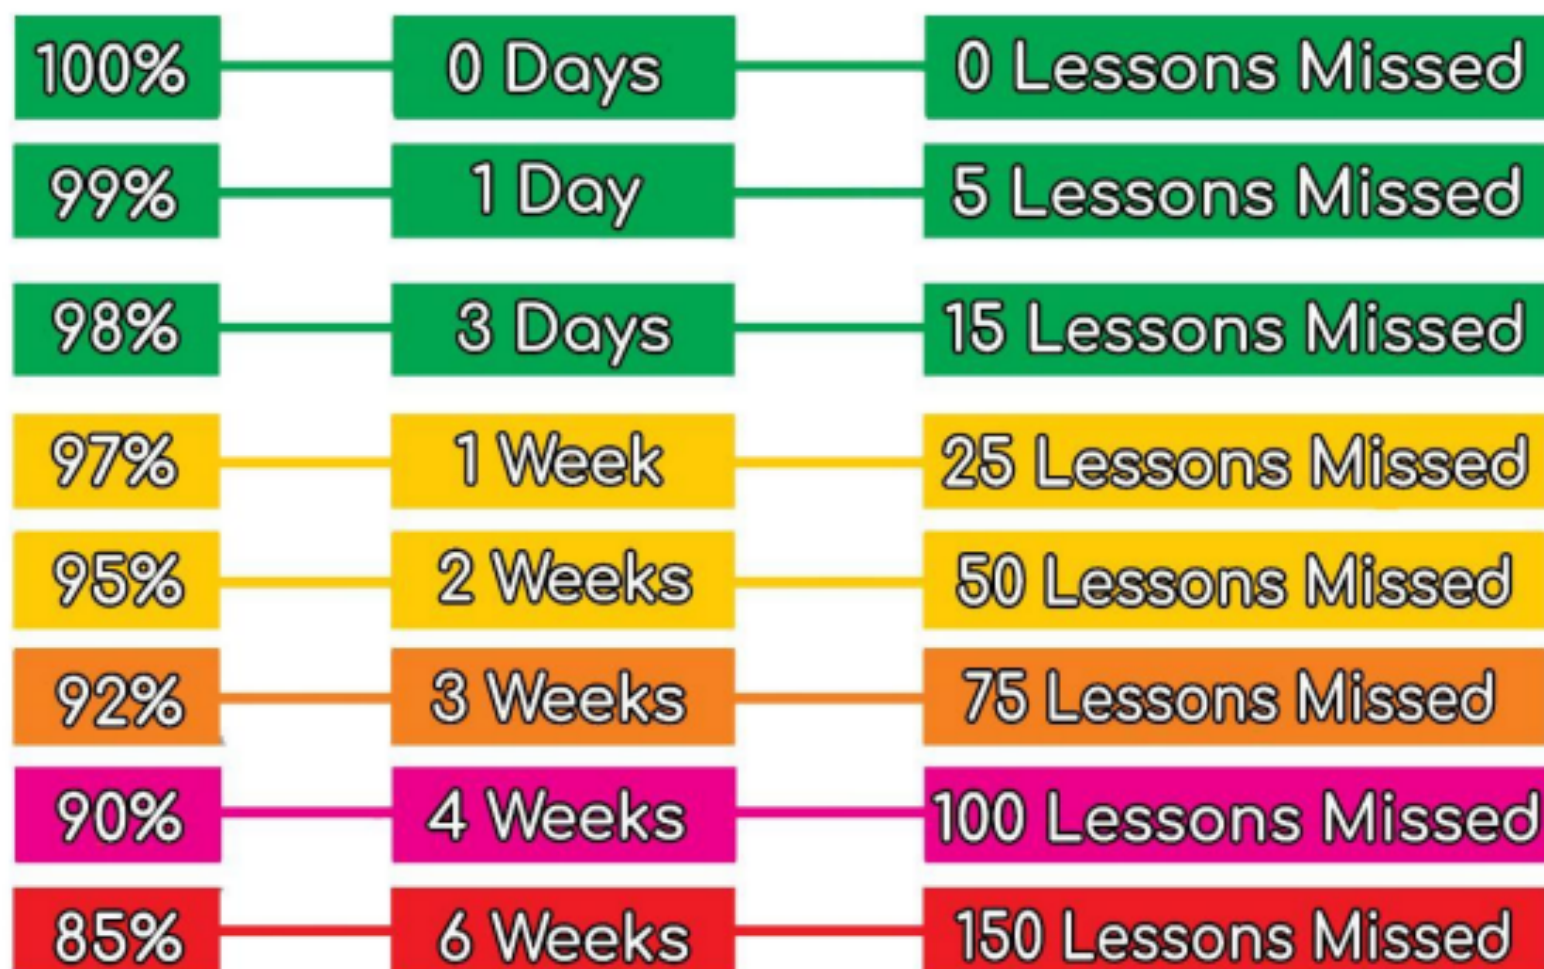 100% 0 Days 0 Lessons Missed
99% 1 Day 5 Lessons Missed
98% 3 Days 15 Lessons Missed
97% 1 Week 25 Lessons Missed
95% 2 Weeks 50 Lessons Missed
92% 3 Weeks 75 Lessons Missed
90% 4 Weeks 100 Lessons Missed
85% 6 Weeks 150 Lessons Missed